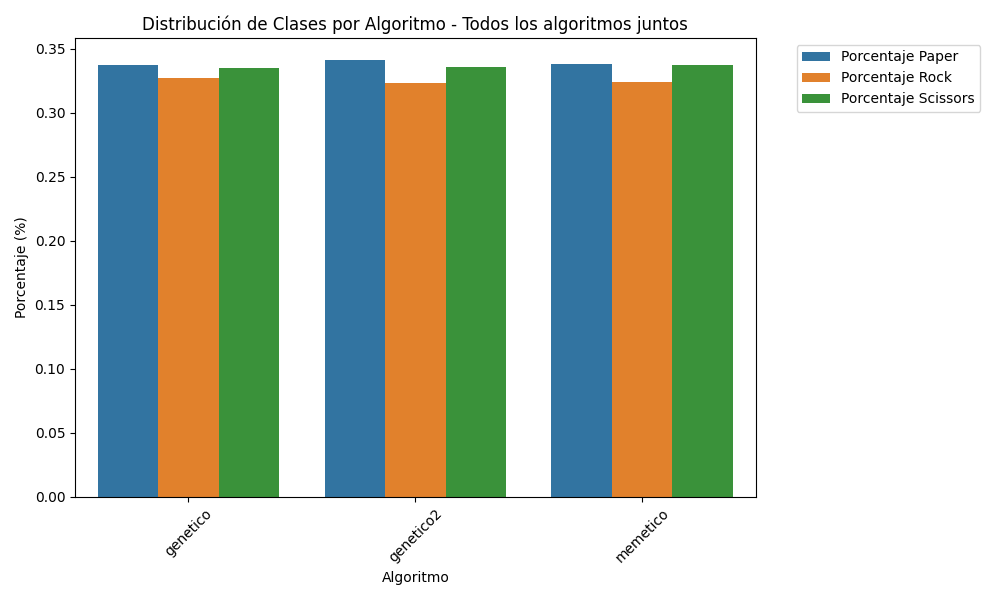 Distribución de Clases por Algoritmo - Todos los algoritmos juntos
Porcentaje Paper
Porcentaje Rock
Porcentaje Scissors
Porcentaje (%)
0.35
0.30
0.25
0.20
0.15
0.10
0.05
0.00
genetico
genetico2
memetico
Algoritmo